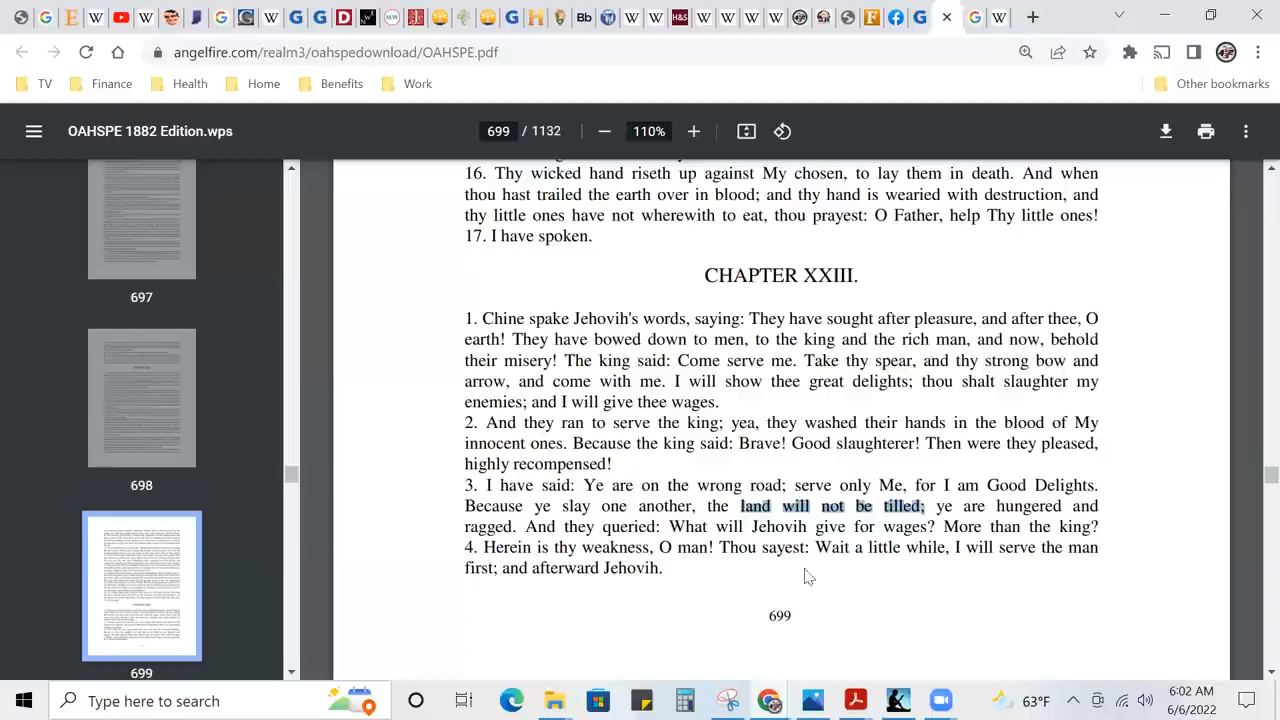 angelfire.com/realm3/oahspedownload/OAHSPE.pdf
TV Finance Health Home Benefits Work Other bookmarks
OAHSPE 1882 Edition.wps 699 / 1132 110%
16. Thy wicked hand riseth up against My chosen, to lay them in death. And when
thou hast trailed the earth over in blood; and thy hand is wearied with destruction, and
thy little ones have not wherewith to eat, thou prayest: O Father, help Thy little ones!
17. I have spoken.
CHAPTER XXIII.
1. Chine spake Jehovih's words, saying: They have sought after pleasure, and after thee, O
earth! They have bowed down to men, to the king and the rich man, and now, behold
their misery! The king said: Come serve me. Take thy spear, and thy strong bow and
arrow, and come with me. I will show thee great delights; thou shalt slaughter my
enemies; and I will give thee wages.
2. And they ran to serve the king; yea, they washed their hands in the blood of My
innocent ones. Because the king said: Brave! Good slaughterer! Then were they pleased,
highly recompensed!
3. I have said: Ye are on the wrong road; serve only Me, for I am Good Delights.
Because ye slay one another, the land will not be tilled; ye are hungered and
ragged. And they queried: What will Jehovih give for wages? More than the king?
4. Herein is thy weakness, O man! Thou sayest: Wait a little while, I will serve the man
first; and afterward Jehovih.
699
697
698
699
Type here to search
63°F
6:02 AM
6/6/2022